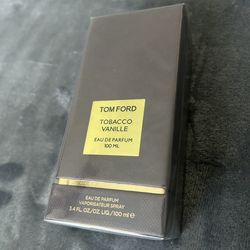 TOM FORD
TOBACCO
VANILLE
EAU DE PARFUM
100 ML
EAU DE PARFUM
VAPORISATEUR SPRAY
3.4 FL.OZ./OZ.LIQ./100 ml ℮